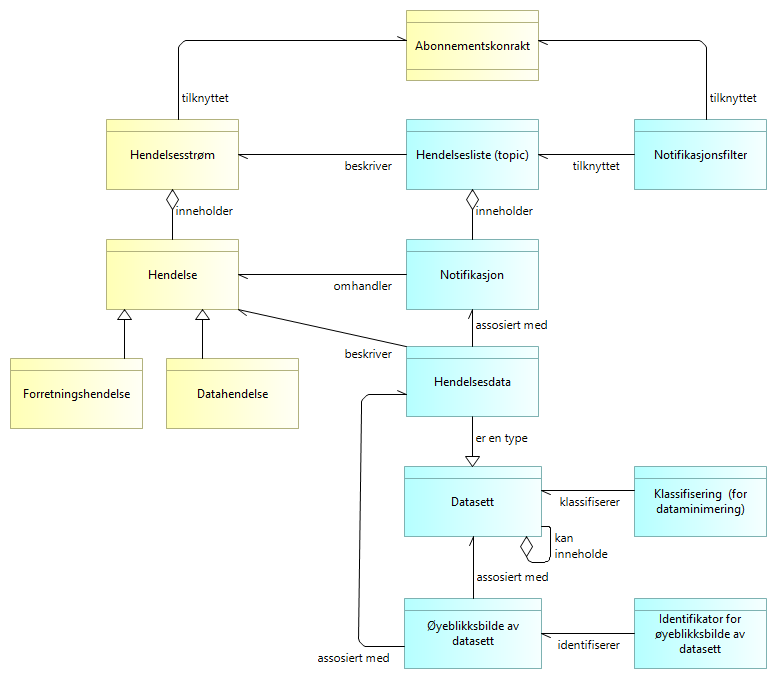 Abonnementskonrakt
tilknyttet
tilknyttet
Hendelsesstrøm
beskriver
Hendelsesliste (topic)
tilknyttet
Notifikasjonsfilter
inneholder
inneholder
Hendelse
omhandler
Notifikasjon
assosiert med
beskriver
Hendelsesdata
Forretningshendelse
Datahendelse
er en type
Datasett
klassifiserer
Klassifisering (for
dataminimering)
kan
inneholde
assosiert med
Øyeblikksbilde av
datasett
identifiserer
Identifikator for
øyeblikksbilde av
datasett
assosiert med